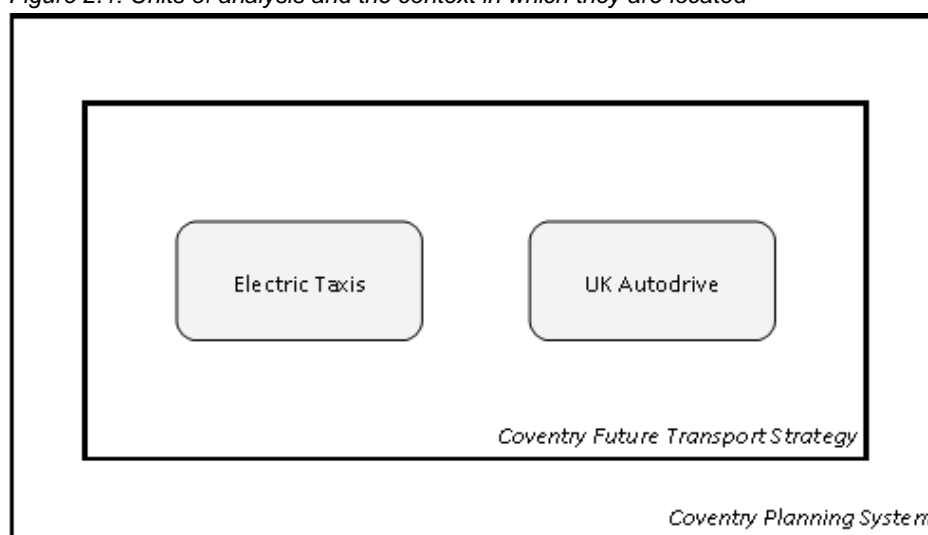 Figure 2.4: Units of analysis and the context in which they are located
Electric Taxis
UK Autodrive
Coventry Future Transport Strategy
Coventry Planning System